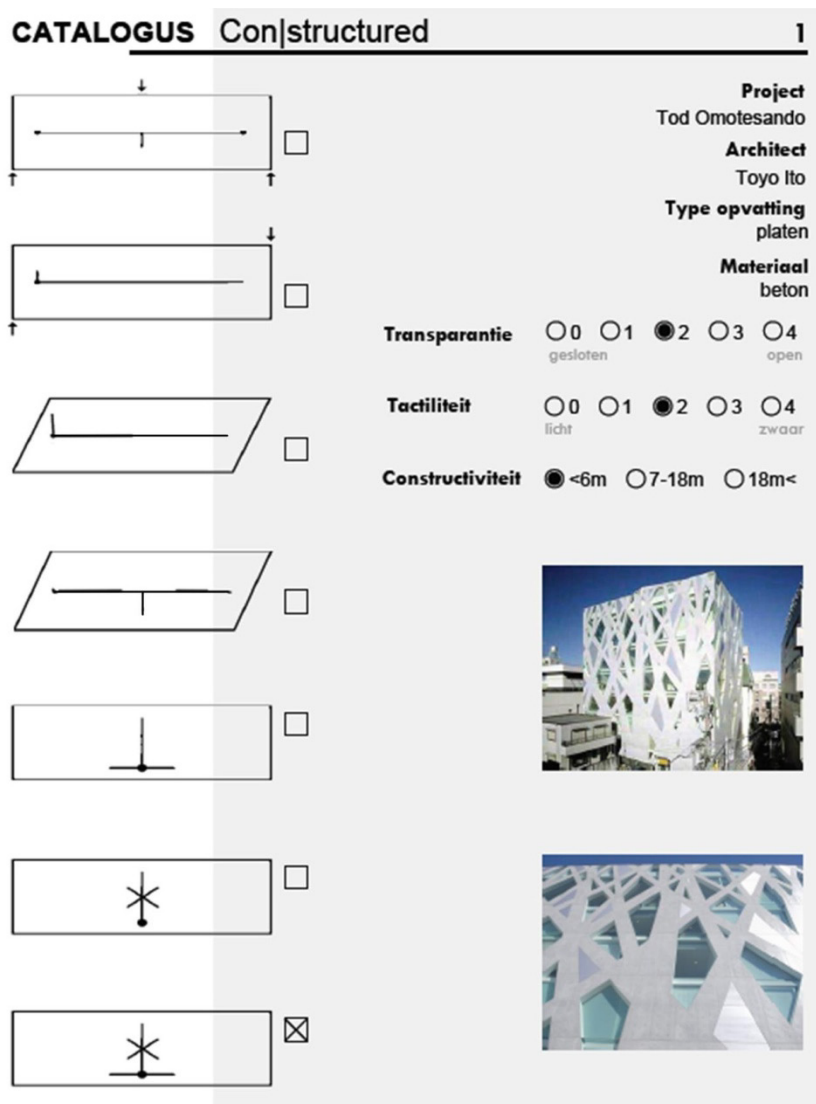 CATALOGUS Con|structured 1
Project
Tod Omotesando
Architect
Toyo Ito
Type opvatting
platen
Materiaal
beton
Transparantie 0 1 2 3 4
gesloten open
Tactiliteit 0 1 2 3 4
licht zwaar
Constructiviteit <6m 7-18m 18m<